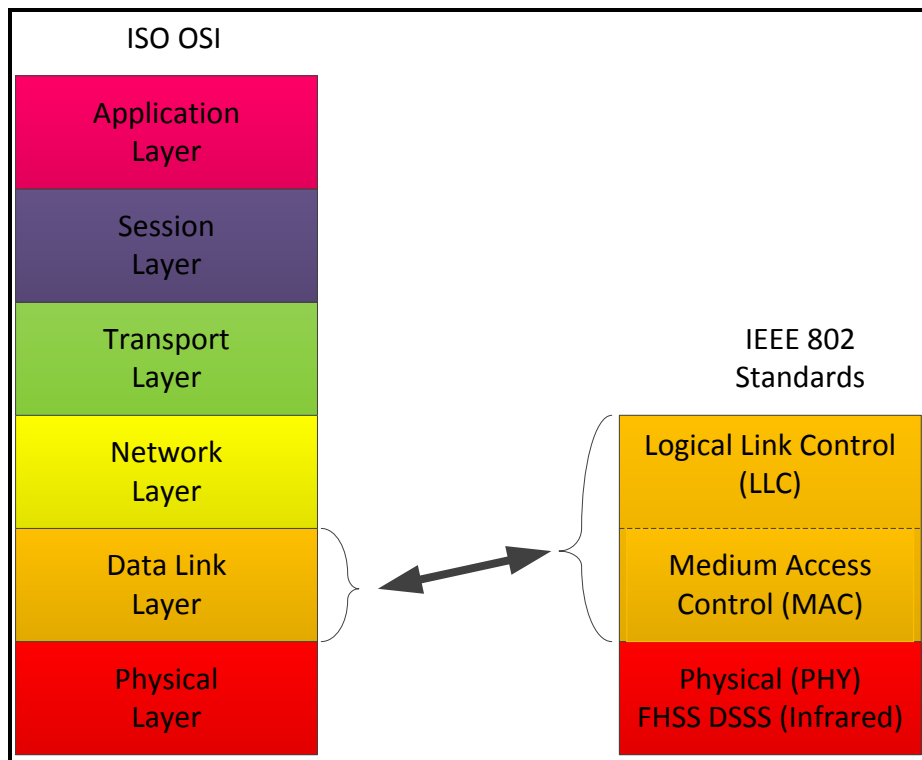 ISO OSI
Application
Layer
Session
Layer
Transport
Layer
Network
Layer
Data Link
Layer
Physical
Layer
IEEE 802
Standards
Logical Link Control
(LLC)
Medium Access
Control (MAC)
Physical (PHY)
FHSS DSSS (Infrared)